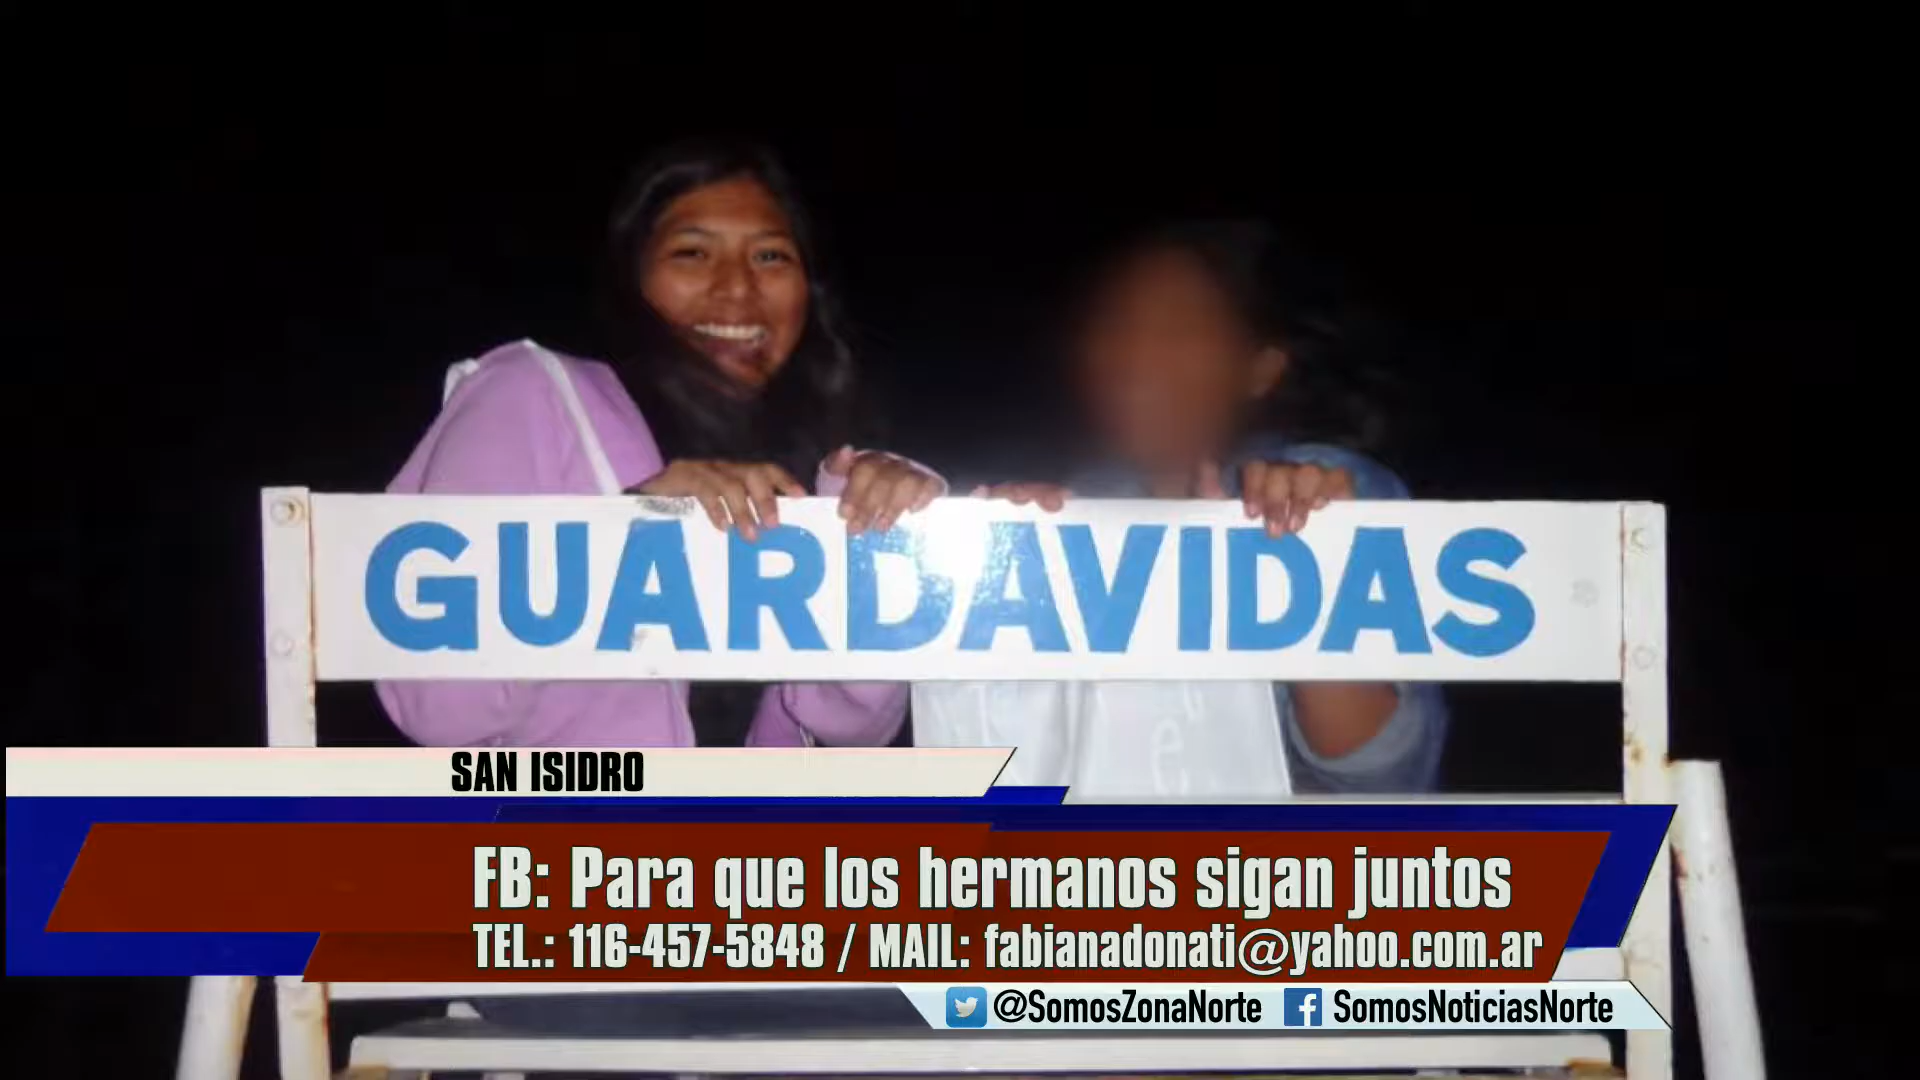 GUARDAVIDAS
SAN ISIDRO
FB: Para que los hermanos sigan juntos
TEL.: 116-457-5848 / MAIL: fabianadonati@yahoo.com.ar
@SomosZonaNorte SomosNoticiasNorte